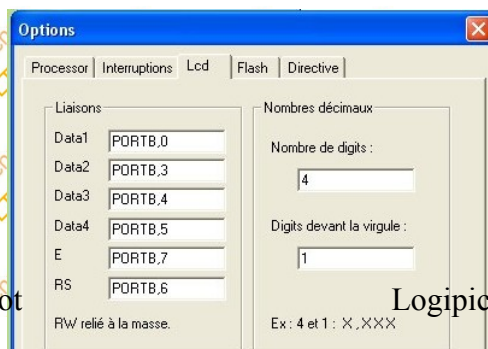 Options
Processor Interruptions Lcd Flash Directive
Liaisons
Data1 PORTB,0
Data2 PORTB,3
Data3 PORTB,4
Data4 PORTB,5
E PORTB,7
RS PORTB,6
RW relié à la masse.
Nombres décimaux
Nombre de digits :
4
Digits devant la virgule :
1
Ex : 4 et 1 : X,XXX
ot
Logipic